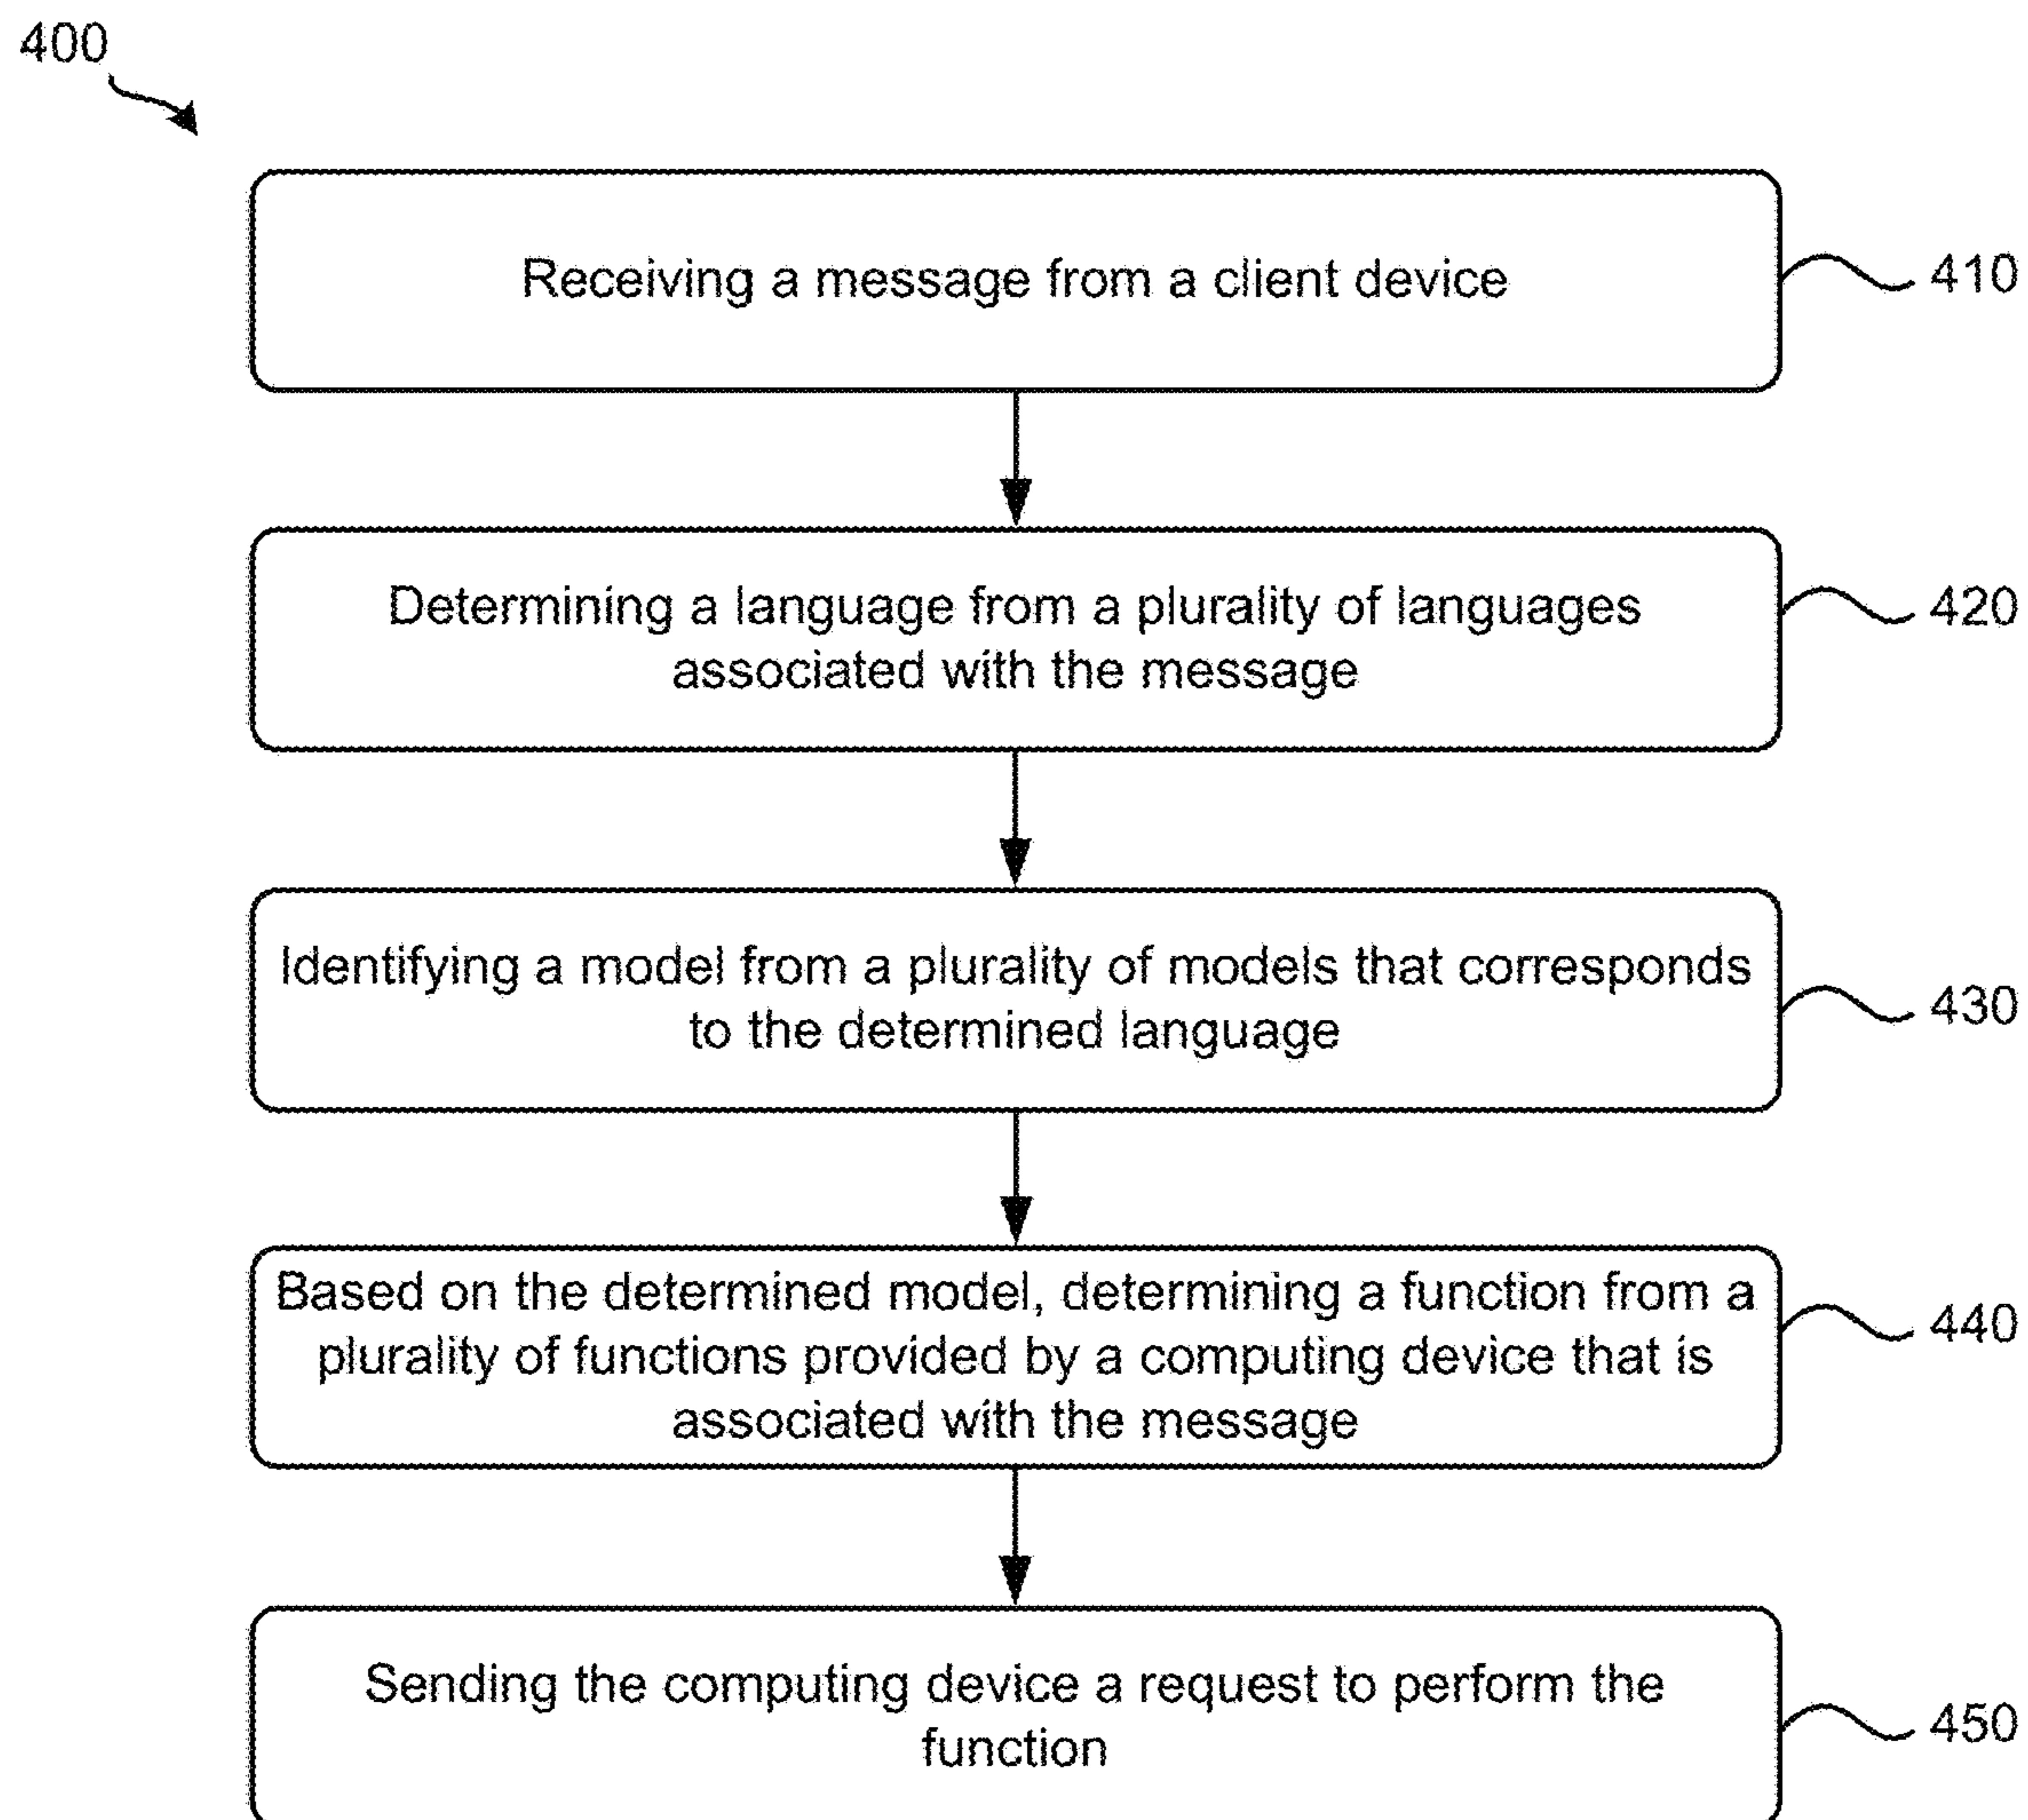 400
Receiving a message from a client device
410
Determining a language from a plurality of languages
associated with the message
420
Identifying a model from a plurality of models that corresponds
to the determined language
430
Based on the determined model, determining a function from a
plurality of functions provided by a computing device that is
associated with the message
440
Sending the computing device a request to perform the
function
450